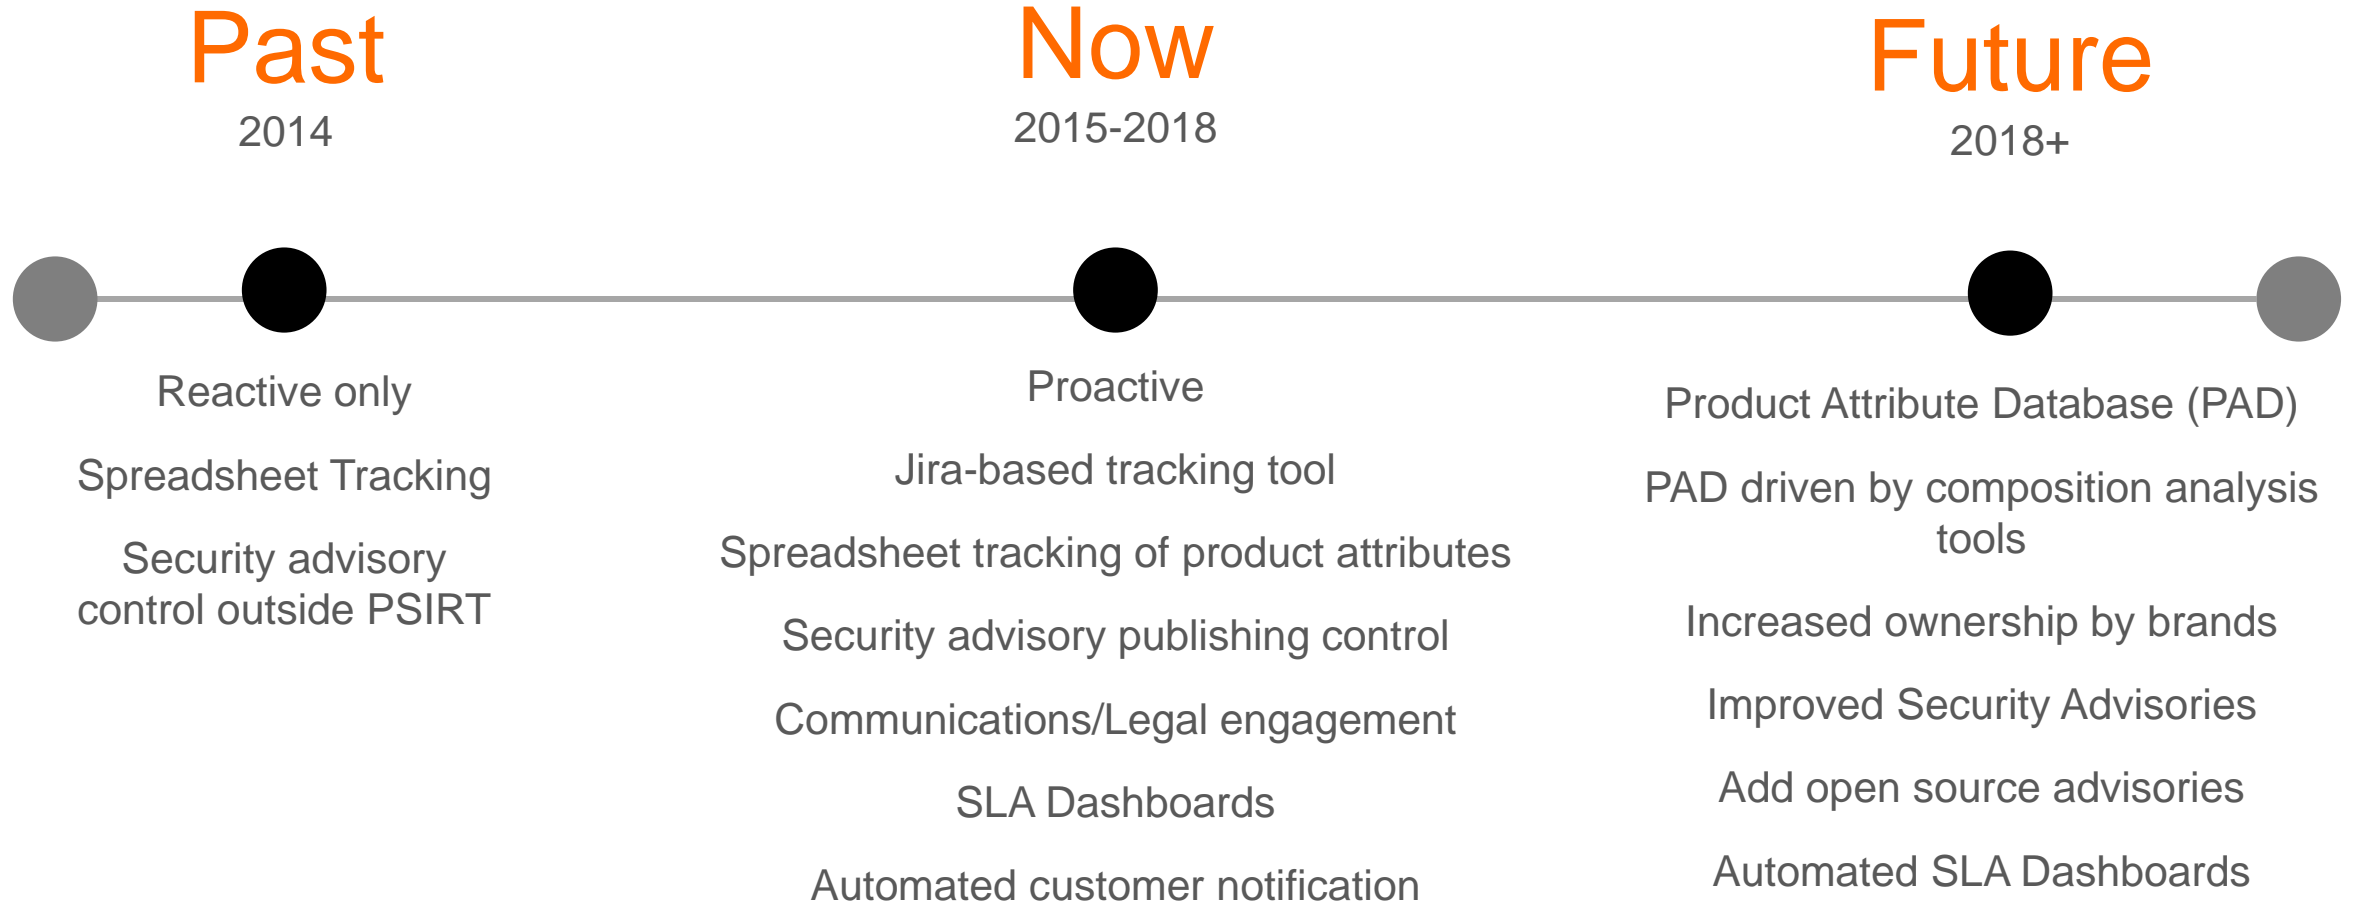 Past
2014
Reactive only
Spreadsheet Tracking
Security advisory
control outside PSIRT
Now
2015-2018
Proactive
Jira-based tracking tool
Spreadsheet tracking of product attributes
Security advisory publishing control
Communications/Legal engagement
SLA Dashboards
Automated customer notification
Future
2018+
Product Attribute Database (PAD)
PAD driven by composition analysis
tools
Increased ownership by brands
Improved Security Advisories
Add open source advisories
Automated SLA Dashboards